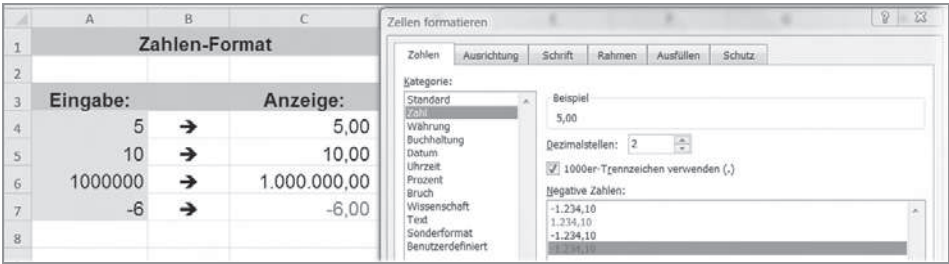 A B C
1 Zahlen-Format
2
3 Eingabe: Anzeige:
4 5 ➔ 5,00
5 10 ➔ 10,00
6 1000000 ➔ 1.000.000,00
7 -6 ➔ -6,00
8
Zellen formatieren
Zahlen Ausrichtung Schrift Rahmen Ausfüllen Schutz
Kategorie:
Standard
Zahl
Währung
Buchhaltung
Datum
Uhrzeit
Prozent
Bruch
Wissenschaft
Text
Sonderformat
Benutzerdefiniert
Beispiel
5,00
Dezimalstellen: 2
1000er-Trennzeichen verwenden (.)
Negative Zahlen:
-1.234,10
1.234,10
-1.234,10
-1.234,10